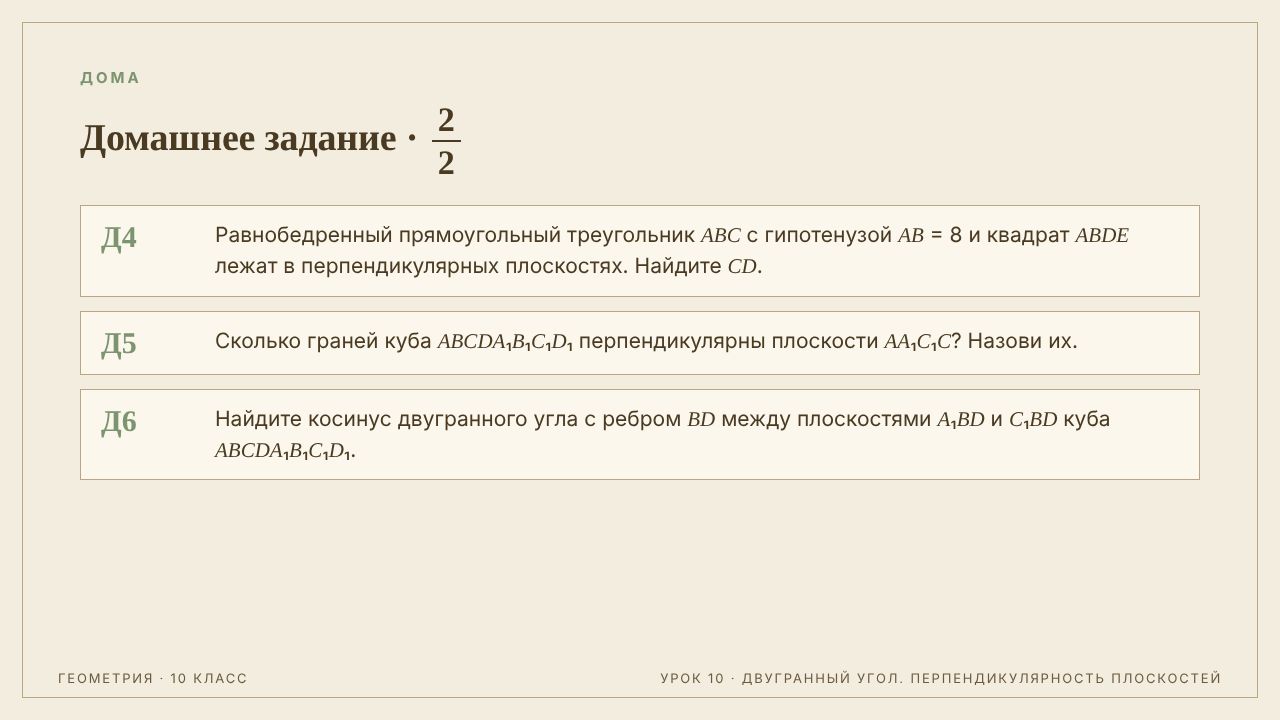 ДОМА
Домашнее задание · 2/2
Д4
Равнобедренный прямоугольный треугольник ABC с гипотенузой AB = 8 и квадрат ABDE
лежат в перпендикулярных плоскостях. Найдите CD.
Д5
Сколько граней куба ABCDA₁B₁C₁D₁ перпендикулярны плоскости AA₁C₁C? Назови их.
Д6
Найдите косинус двугранного угла с ребром BD между плоскостями A₁BD и C₁BD куба
ABCDA₁B₁C₁D₁.
ГЕОМЕТРИЯ · 10 КЛАСС
УРОК 10 · ДВУГРАННЫЙ УГОЛ. ПЕРПЕНДИКУЛЯРНОСТЬ ПЛОСКОСТЕЙ